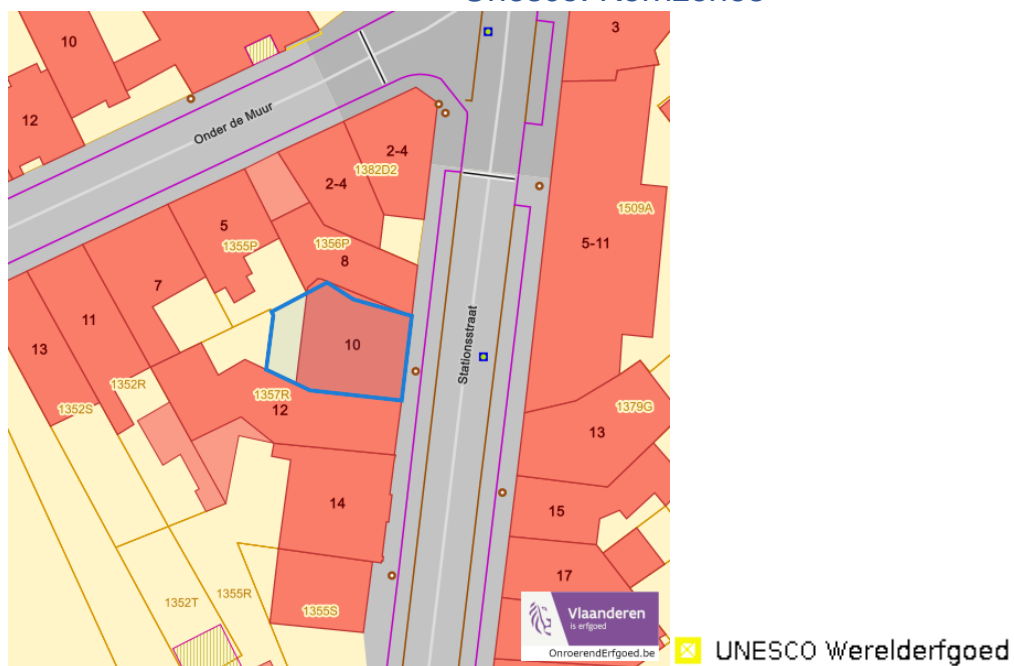 10
3
12
Onder de Muur
2-4
1382D2
2-4
1509A
5
1355P
1356P
5-11
8
7
11
Stationsstraat
10
13
1352R
1357R
1352S
12
1379G
13
14
15
17
1352T
1355R
1355S
Vlaanderen
is erfgoed
OnroerendErfgoed.be
UNESCO Werelderfgoed